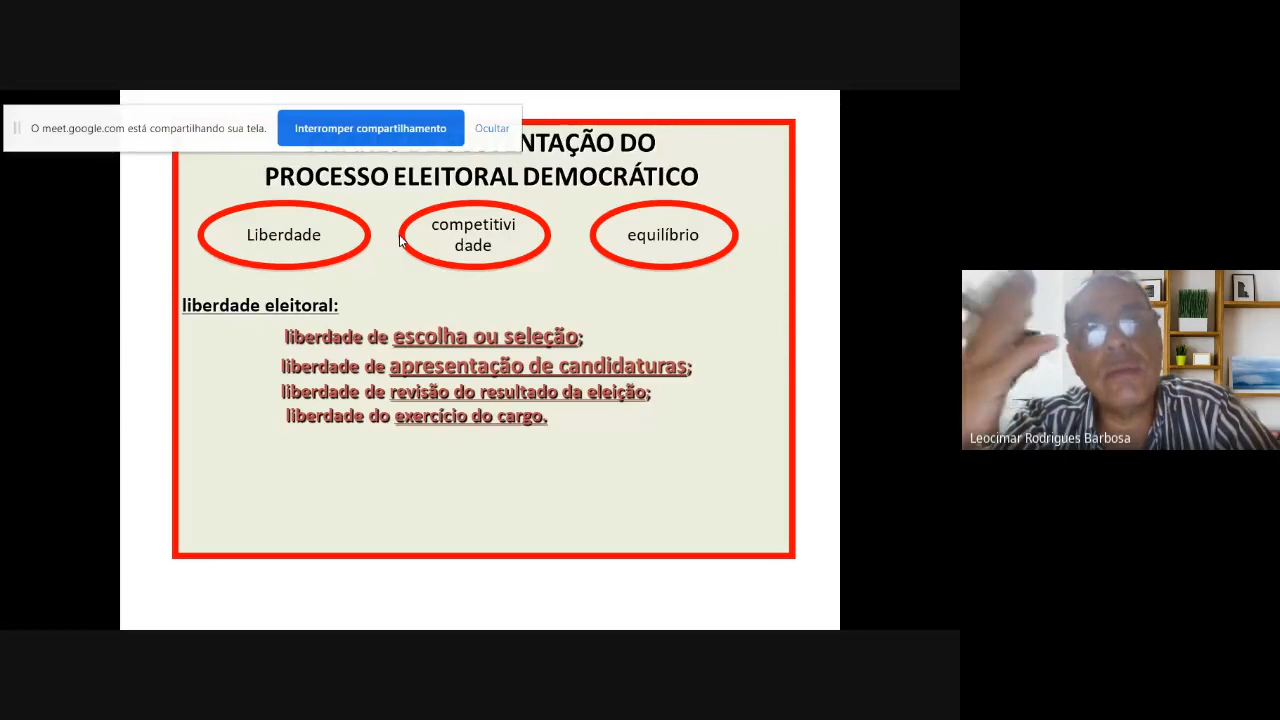 O meet.google.com está compartilhando sua tela.
Interromper compartilhamento
Ocultar
NTAÇÃO DO
PROCESSO ELEITORAL DEMOCRÁTICO
Liberdade
competitivi
dade
equilíbrio
liberdade eleitoral:
liberdade de escolha ou seleção;
liberdade de apresentação de candidaturas;
liberdade de revisão do resultado da eleição;
liberdade do exercício do cargo.
Leocimar Rodrigues Barbosa